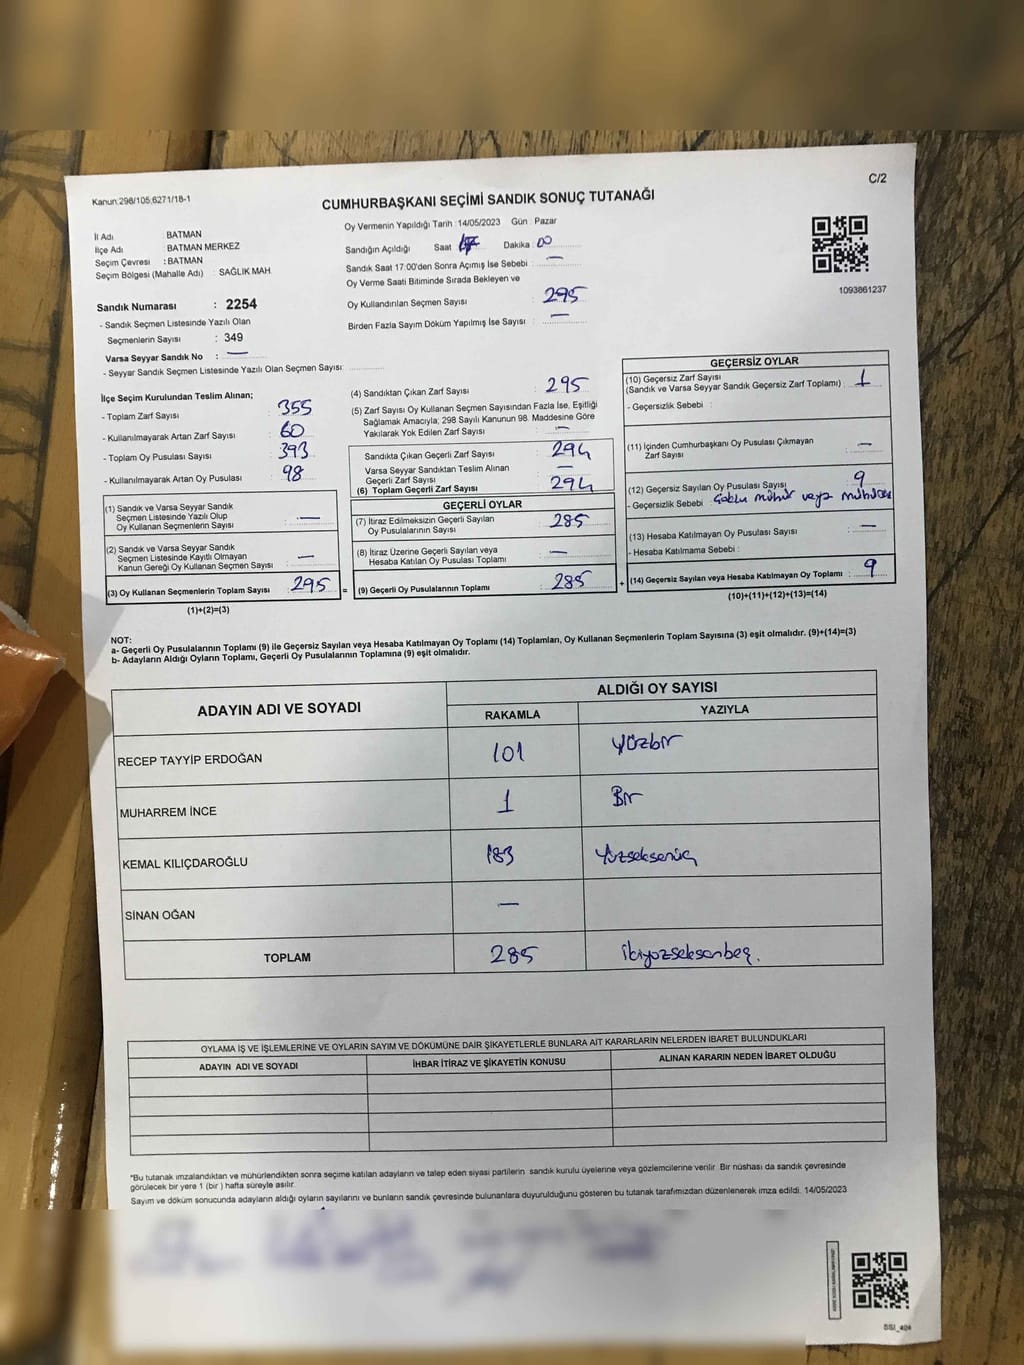 Kanun:298/105;6271/18-1
C/2
CUMHURBAŞKANI SEÇİMİ SANDIK SONUÇ TUTANAĞI
İl Adı : BATMAN
İlçe Adı : BATMAN MERKEZ
Seçim Çevresi : BATMAN
Seçim Bölgesi (Mahalle Adı) : SAĞLIK MAH.
Sandık Numarası : 2254
- Sandık Seçmen Listesinde Yazılı Olan
Seçmenlerin Sayısı : 349
Varsa Seyyar Sandık No : —
- Seyyar Sandık Seçmen Listesinde Yazılı Olan Seçmen Sayısı:
Oy Vermenin Yapıldığı Tarih : 14/05/2023 Gün : Pazar
Sandığın Açıldığı Saat 17 Dakika : 00
Sandık Saat 17:00'den Sonra Açımış İse Sebebi : —
Oy Verme Saati Bitiminde Sırada Bekleyen ve
Oy Kullandırılan Seçmen Sayısı : 295
Birden Fazla Sayım Döküm Yapılmış İse Sayısı : —
1093861237
İlçe Seçim Kurulundan Teslim Alınan;
- Toplam Zarf Sayısı : 355
- Kullanılmayarak Artan Zarf Sayısı : 60
- Toplam Oy Pusulası Sayısı : 393
- Kullanılmayarak Artan Oy Pusulası : 98
(1) Sandık ve Varsa Seyyar Sandık
Seçmen Listesinde Yazılı Olup
Oy Kullanan Seçmenlerin Sayısı : —
(2) Sandık ve Varsa Seyyar Sandık
Seçmen Listesinde Kayıtlı Olmayan
Kanun Gereği Oy Kullanan Seçmen Sayısı : —
(3) Oy Kullanan Seçmenlerin Toplam Sayısı : 295 =
(1)+(2)=(3)
(4) Sandıktan Çıkan Zarf Sayısı : 295
(5) Zarf Sayısı Oy Kullanan Seçmen Sayısından Fazla İse, Eşitliği
Sağlamak Amacıyla; 298 Sayılı Kanunun 98. Maddesine Göre
Yakılarak Yok Edilen Zarf Sayısı : —
Sandıkta Çıkan Geçerli Zarf Sayısı : 294
Varsa Seyyar Sandıktan Teslim Alınan
Geçerli Zarf Sayısı : —
(6) Toplam Geçerli Zarf Sayısı : 294
GEÇERLİ OYLAR
(7) İtiraz Edilmeksizin Geçerli Sayılan
Oy Pusulalarının Sayısı : 285
(8) İtiraz Üzerine Geçerli Sayılan veya
Hesaba Katılan Oy Pusulası Toplamı : —
(9) Geçerli Oy Pusulalarının Toplamı : 285 +
GEÇERSİZ OYLAR
(10) Geçersiz Zarf Sayısı
(Sandık ve Varsa Seyyar Sandık Geçersiz Zarf Toplamı) : 1
- Geçersizlik Sebebi :
(11) İçinden Cumhurbaşkanı Oy Pusulası Çıkmayan
Zarf Sayısı : —
(12) Geçersiz Sayılan Oy Pusulası Sayısı : 9
- Geçersizlik Sebebi : Çoklu mühür veya mühürsüz
(13) Hesaba Katılmayan Oy Pusulası Sayısı : —
- Hesaba Katılmama Sebebi :
(14) Geçersiz Sayılan veya Hesaba Katılmayan Oy Toplamı : 9
(10)+(11)+(12)+(13)=(14)
NOT:
a- Geçerli Oy Pusulalarının Toplamı (9) ile Geçersiz Sayılan veya Hesaba Katılmayan Oy Toplamı (14) Toplamları, Oy Kullanan Seçmenlerin Toplam Sayısına (3) eşit olmalıdır. (9)+(14)=(3)
b- Adayların Aldığı Oyların Toplamı, Geçerli Oy Pusulalarının Toplamına (9) eşit olmalıdır.
ADAYIN ADI VE SOYADI
ALDIĞI OY SAYISI
RAKAMLA YAZIYLA
RECEP TAYYİP ERDOĞAN 101 Yüzbir
MUHARREM İNCE 1 Bir
KEMAL KILIÇDAROĞLU 183 Yüzseksenüç
SİNAN OĞAN —
TOPLAM 285 ikiyüzseksenbeş.
OYLAMA İŞ VE İŞLEMLERİNE VE OYLARIN SAYIM VE DÖKÜMÜNE DAİR ŞİKAYETLERLE BUNLARA AİT KARARLARIN NELERDEN İBARET BULUNDUKLARI
ADAYIN ADI VE SOYADI İHBAR İTİRAZ VE ŞİKAYETİN KONUSU ALINAN KARARIN NEDEN İBARET OLDUĞU
*Bu tutanak imzalandıktan ve mühürlendikten sonra seçime katılan adayların ve talep eden siyasi partilerin sandık kurulu üyelerine veya gözlemcilerine verilir. Bir nüshası da sandık çevresinde
görülecek bir yere 1 (bir) hafta süreyle asılır.
Sayım ve döküm sonucunda adayların aldığı oyların sayılarını ve bunların sandık çevresinde bulunanlara duyurulduğunu gösteren bu tutanak tarafımızdan düzenlenerek imza edildi. 14/05/2023